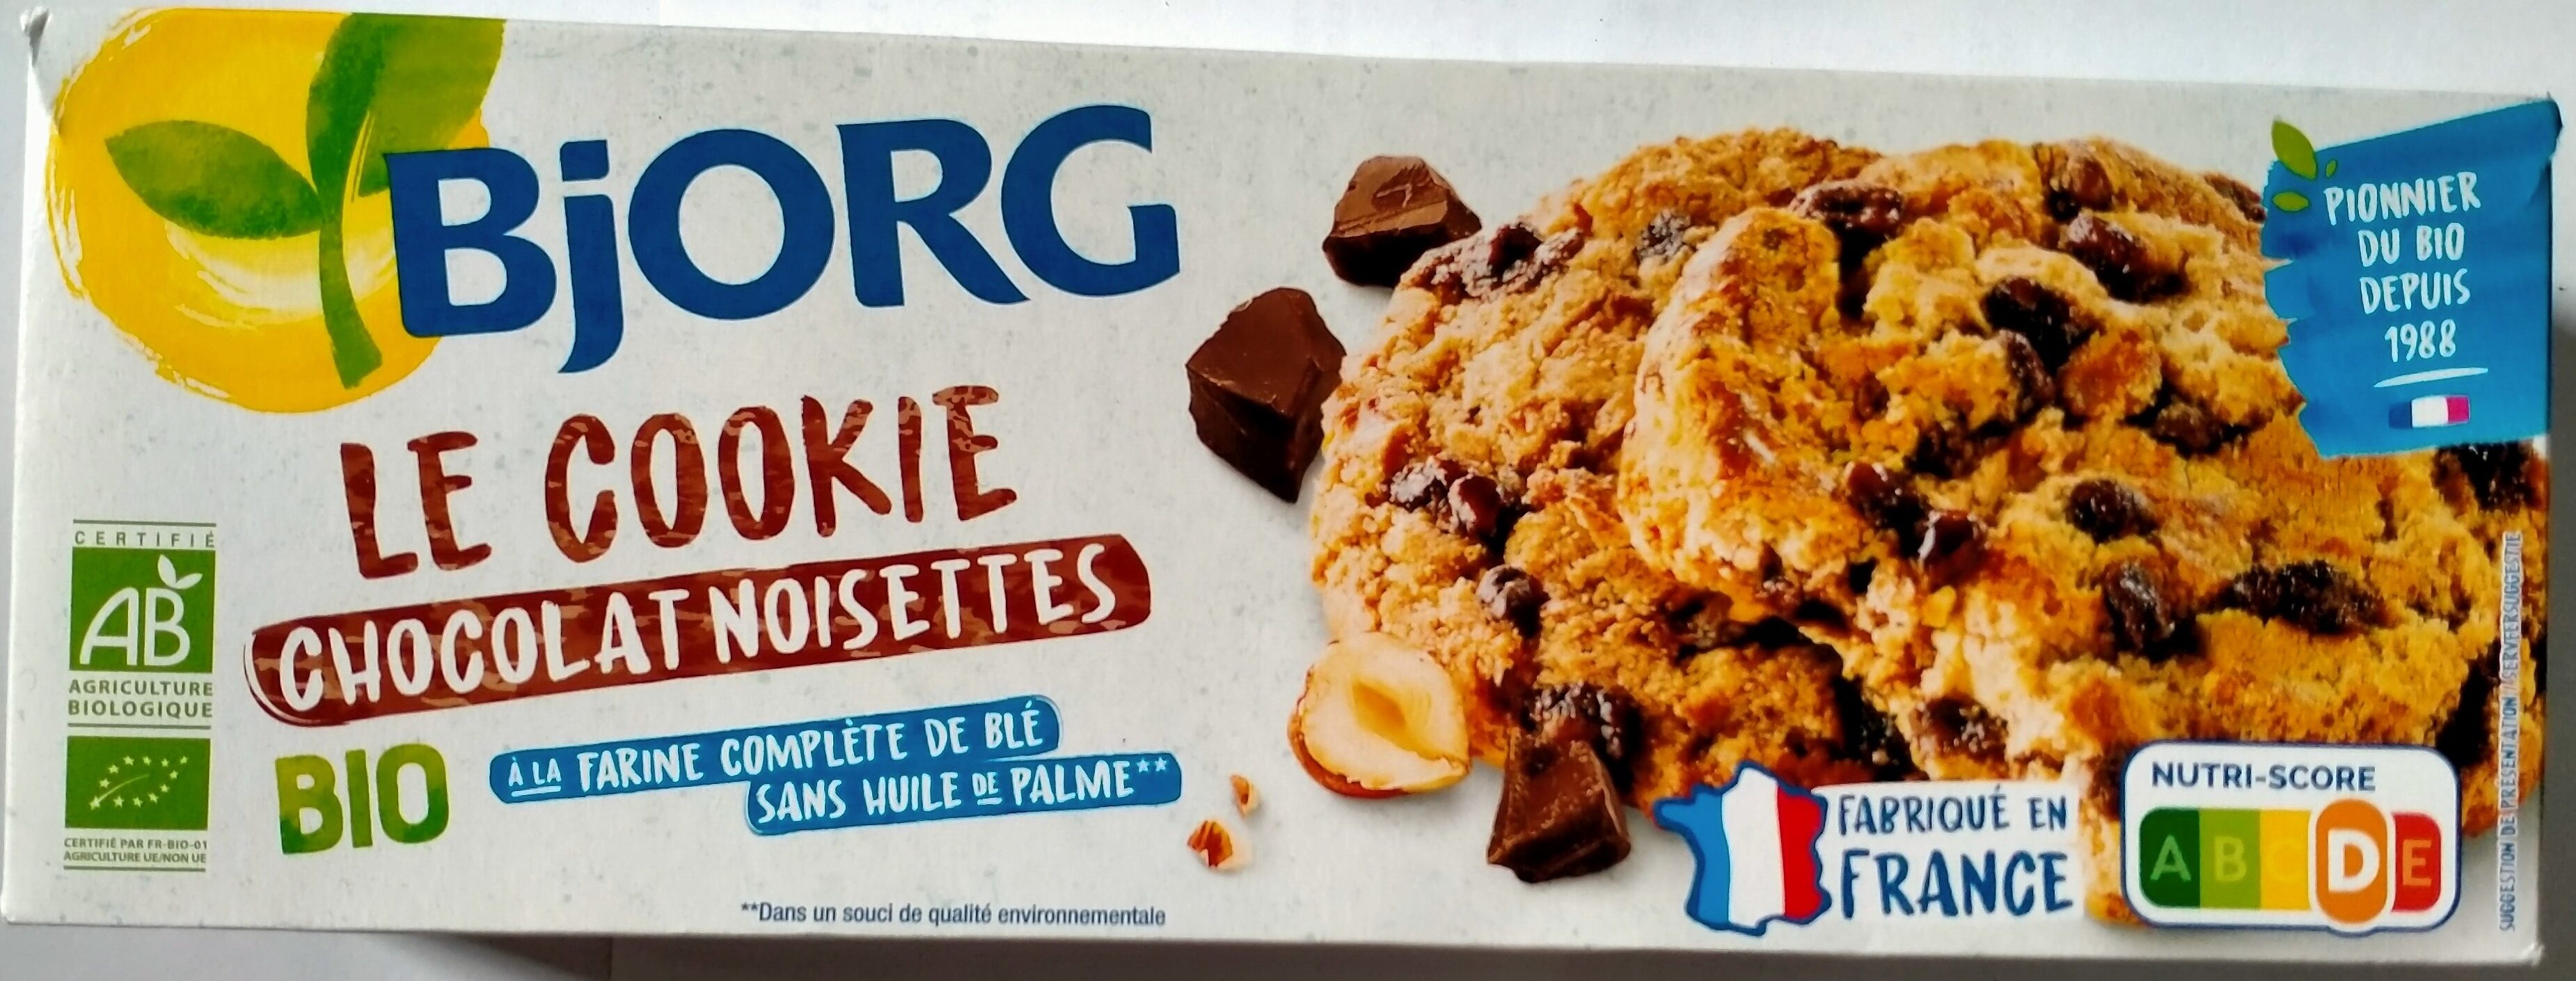 BjORG
LE COOKIE
CHOCOLAT NOISETTES
BIO
À LA FARINE COMPLÈTE DE BLÉ
SANS HUILE DE PALME**
**Dans un souci de qualité environnementale
CERTIFIÉ
AB
AGRICULTURE
BIOLOGIQUE
CERTIFIÉ PAR FR-BIO-01
AGRICULTURE UE/NON UE
PIONNIER
DU BIO
DEPUIS
1988
FABRIQUÉ EN
FRANCE
NUTRI-SCORE
A B C D E
SUGGESTION DE PRÉSENTATION / SERVEERSUGGESTIE